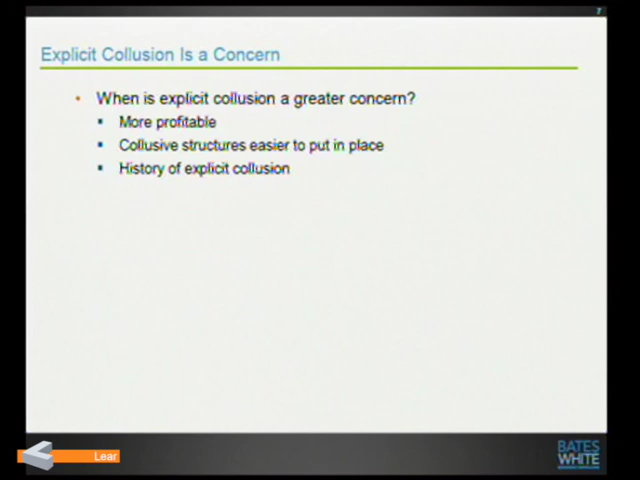 7
Explicit Collusion Is a Concern
• When is explicit collusion a greater concern?
▪ More profitable
▪ Collusive structures easier to put in place
▪ History of explicit collusion
BATES
WHITE
Lear